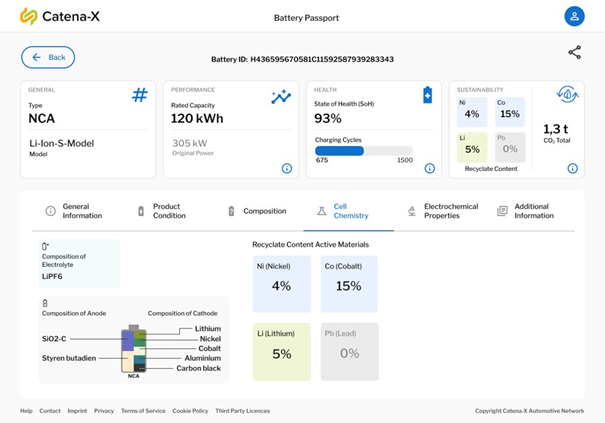 Catena-X
Battery Passport
Back
Battery ID: H436595670581C11592587939283343
GENERAL
Type
NCA
Li-Ion-S-Model
Model
PERFORMANCE
Rated Capacity
120 kWh
305 kW
Original Power
HEALTH
State of Health (SoH)
93%
Charging Cycles
675 1500
SUSTAINABILITY
Ni Co
4% 15%
Li Pb
5% 0%
Recyclate Content
1,3 t
CO₂ Total
General
Information
Product
Condition
Composition
Cell
Chemistry
Electrochemical
Properties
Additional
Information
Composition of
Electrolyte
LiPF6
Composition of Anode Composition of Cathode
SiO2-C
Styren butadien
Lithium
Nickel
Cobalt
Aluminium
Carbon black
NCA
Recyclate Content Active Materials
Ni (Nickel) Co (Cobalt)
4% 15%
Li (Lithium) Pb (Lead)
5% 0%
Help Contact Imprint Privacy Terms of Service Cookie Policy Third Party Licences Copyright Catena-X Automotive Network